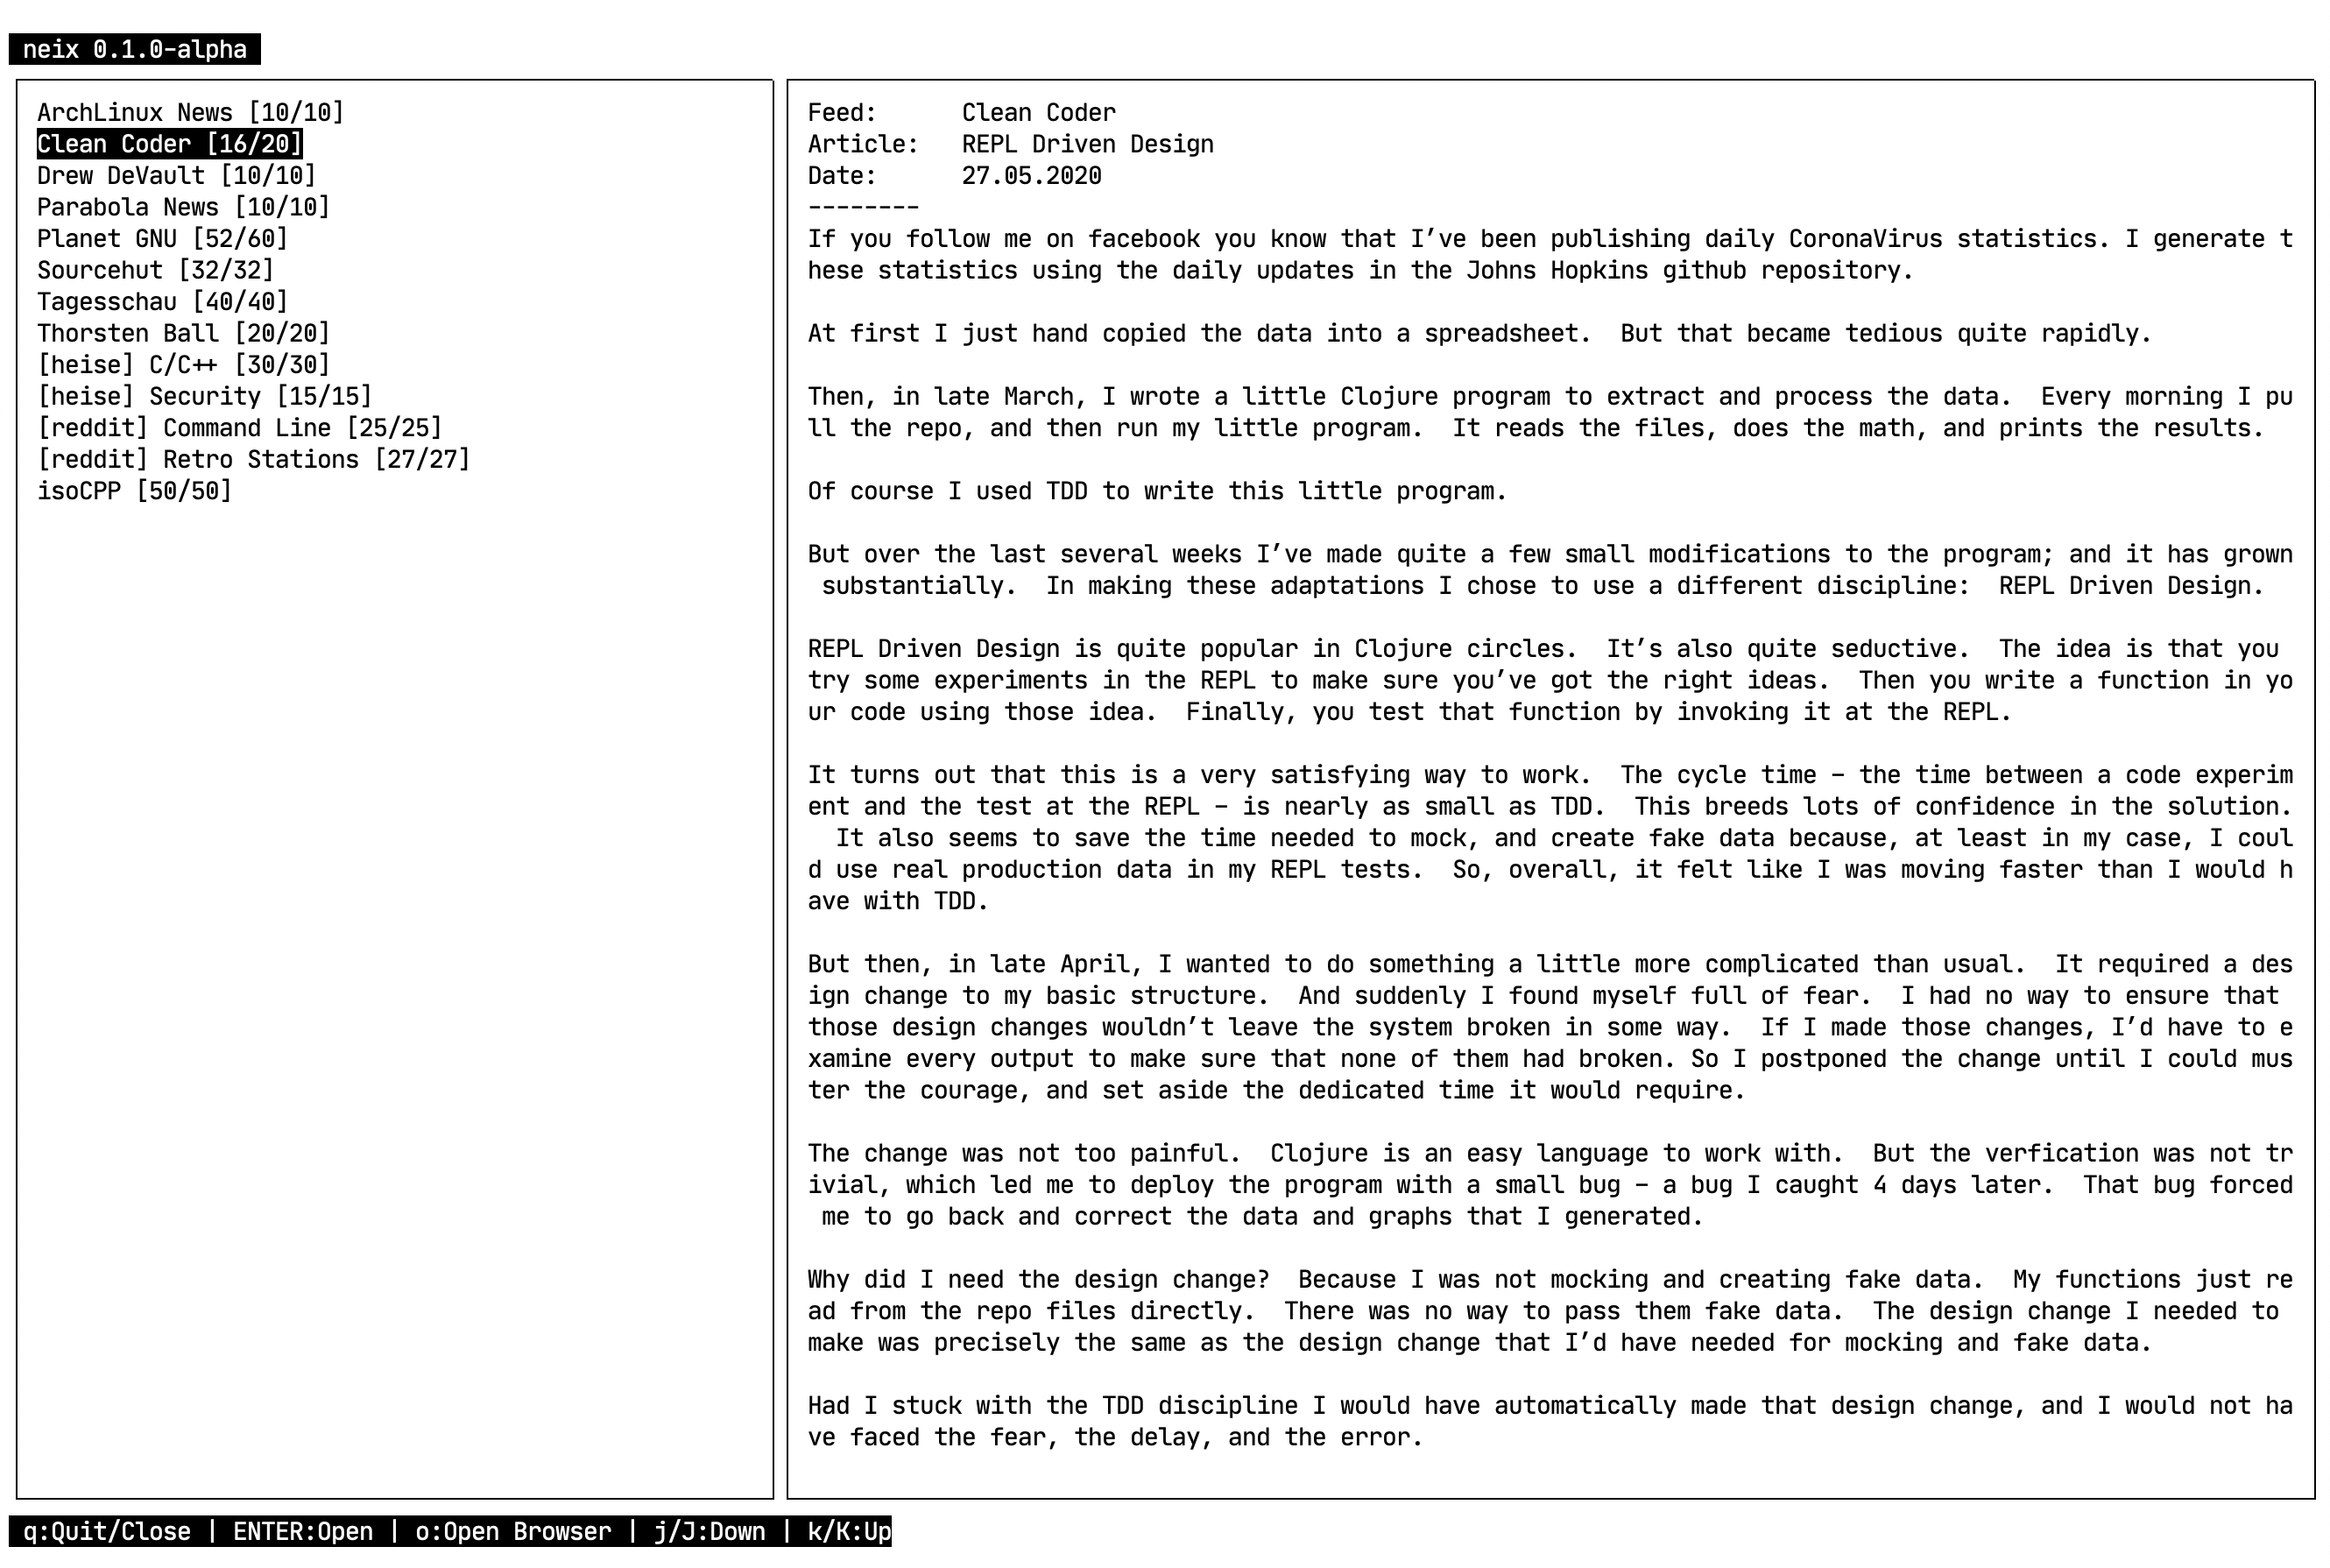 neix 0.1.0-alpha
ArchLinux News [10/10]
Clean Coder [16/20]
Drew DeVault [10/10]
Parabola News [10/10]
Planet GNU [52/60]
Sourcehut [32/32]
Tagesschau [40/40]
Thorsten Ball [20/20]
[heise] C/C++ [30/30]
[heise] Security [15/15]
[reddit] Command Line [25/25]
[reddit] Retro Stations [27/27]
isoCPP [50/50]
Feed:      Clean Coder
Article:   REPL Driven Design
Date:      27.05.2020
--------
If you follow me on facebook you know that I’ve been publishing daily CoronaVirus statistics. I generate t
hese statistics using the daily updates in the Johns Hopkins github repository.
At first I just hand copied the data into a spreadsheet.  But that became tedious quite rapidly.
Then, in late March, I wrote a little Clojure program to extract and process the data.  Every morning I pu
ll the repo, and then run my little program.  It reads the files, does the math, and prints the results.
Of course I used TDD to write this little program.
But over the last several weeks I’ve made quite a few small modifications to the program; and it has grown
 substantially.  In making these adaptations I chose to use a different discipline:  REPL Driven Design.
REPL Driven Design is quite popular in Clojure circles.  It’s also quite seductive.  The idea is that you
try some experiments in the REPL to make sure you’ve got the right ideas.  Then you write a function in yo
ur code using those idea.  Finally, you test that function by invoking it at the REPL.
It turns out that this is a very satisfying way to work.  The cycle time – the time between a code experim
ent and the test at the REPL – is nearly as small as TDD.  This breeds lots of confidence in the solution.
  It also seems to save the time needed to mock, and create fake data because, at least in my case, I coul
d use real production data in my REPL tests.  So, overall, it felt like I was moving faster than I would h
ave with TDD.
But then, in late April, I wanted to do something a little more complicated than usual.  It required a des
ign change to my basic structure.  And suddenly I found myself full of fear.  I had no way to ensure that
those design changes wouldn’t leave the system broken in some way.  If I made those changes, I’d have to e
xamine every output to make sure that none of them had broken. So I postponed the change until I could mus
ter the courage, and set aside the dedicated time it would require.
The change was not too painful.  Clojure is an easy language to work with.  But the verfication was not tr
ivial, which led me to deploy the program with a small bug – a bug I caught 4 days later.  That bug forced
 me to go back and correct the data and graphs that I generated.
Why did I need the design change?  Because I was not mocking and creating fake data.  My functions just re
ad from the repo files directly.  There was no way to pass them fake data.  The design change I needed to
make was precisely the same as the design change that I’d have needed for mocking and fake data.
Had I stuck with the TDD discipline I would have automatically made that design change, and I would not ha
ve faced the fear, the delay, and the error.
q:Quit/Close | ENTER:Open | o:Open Browser | j/J:Down | k/K:Up